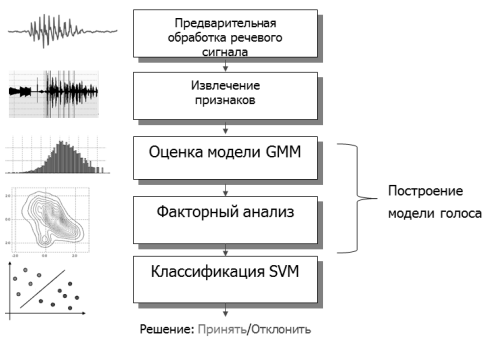 Предварительная
обработка речевого
сигнала
Извлечение
признаков
Оценка модели GMM
Факторный анализ
Построение
модели голоса
Классификация SVM
Решение: Принять/Отклонить